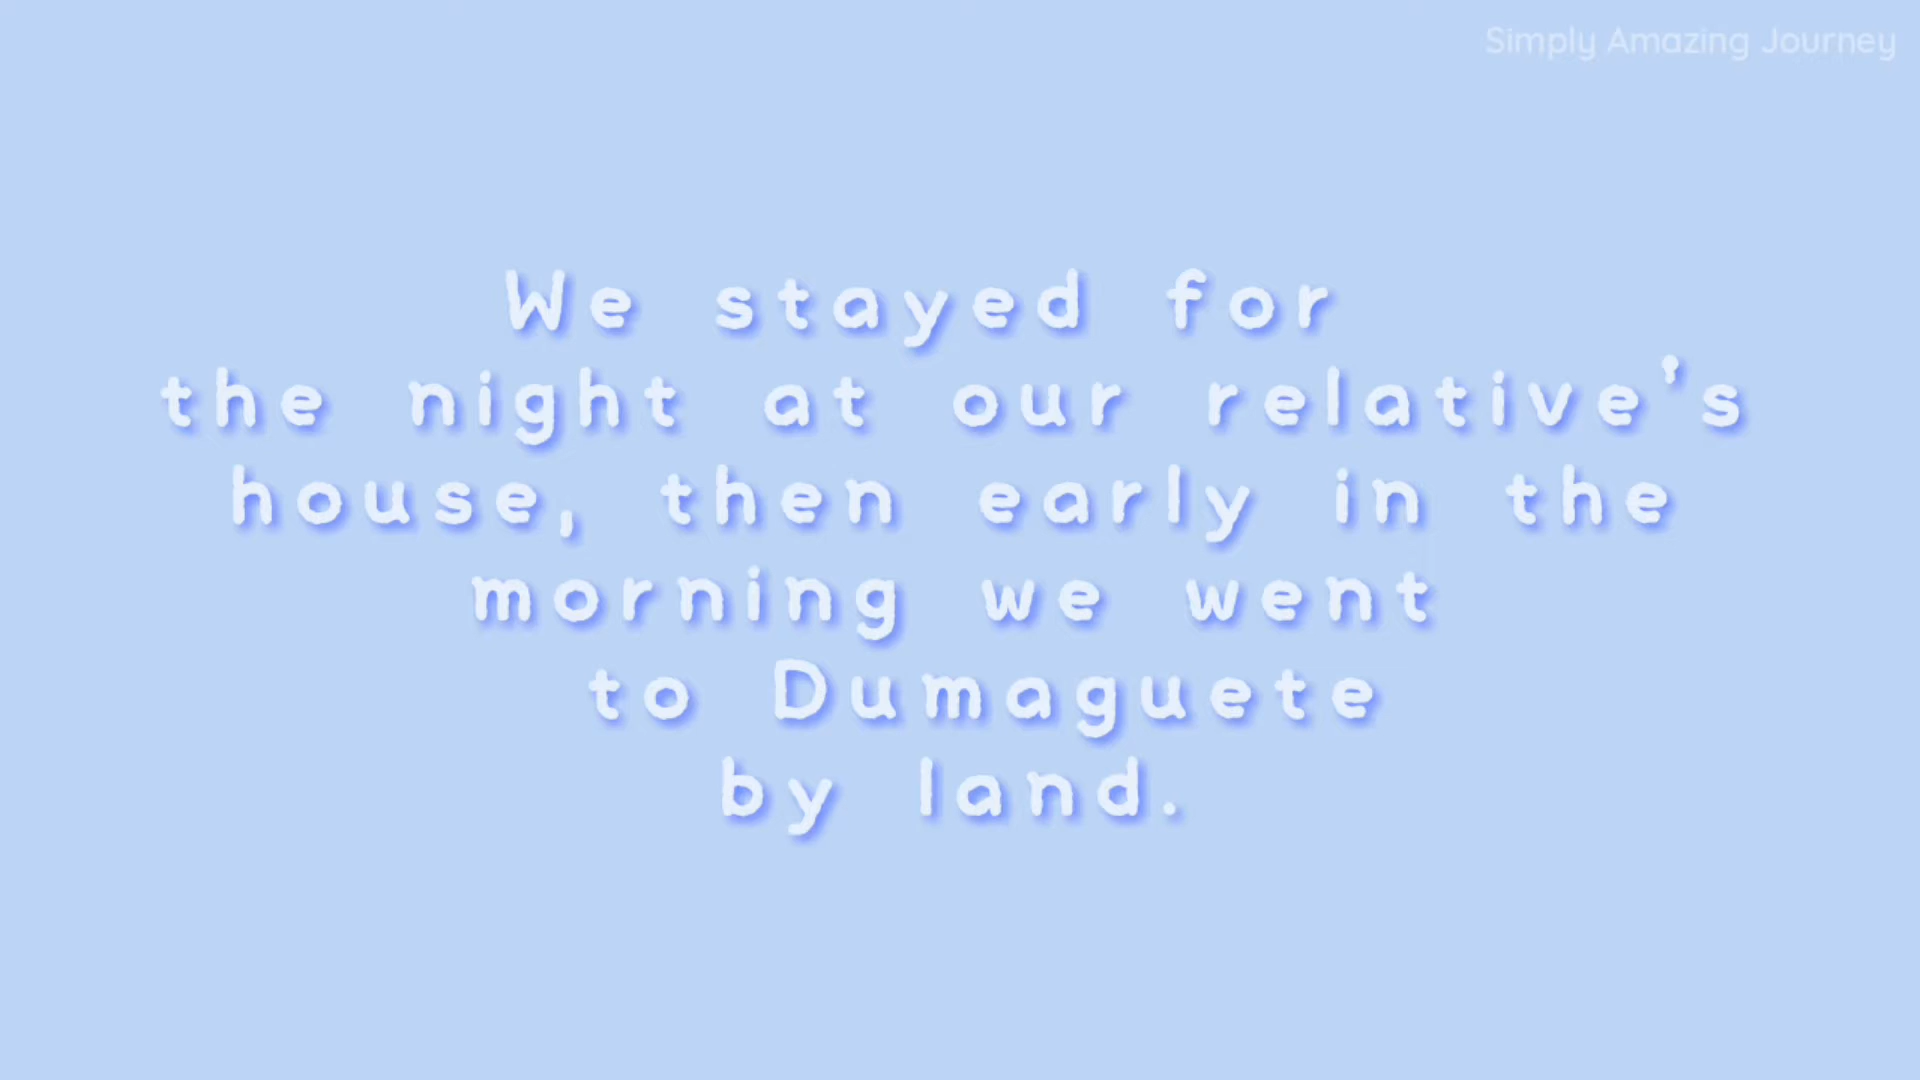 Simply Amazing Journey
We stayed for
the night at our relative's
house, then early in the
morning we went
to Dumaguete
by land.